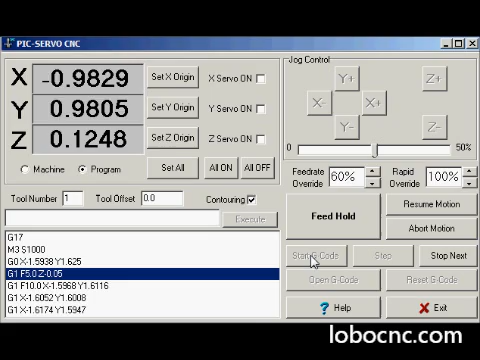 PIC-SERVO CNC
X -0.9829 Set X Origin X Servo ON
Y 0.9805 Set Y Origin Y Servo ON
Z 0.1248 Set Z Origin Z Servo ON
Machine Program Set All All ON All OFF
Tool Number 1 Tool Offset 0.0 Contouring
Execute
G17
M3 S1000
G0 X-1.5938 Y1.625
G1 F5.0 Z-0.05
G1 F10.0 X-1.5968 Y1.6116
G1 X-1.6052 Y1.6008
G1 X-1.6174 Y1.5947
Jog Control
Y+ Z+
X- X+
Y- Z-
0 50%
Feedrate Override 60% Rapid Override 100%
Feed Hold
Resume Motion
Abort Motion
Start G-Code Step Stop Next
Open G-Code Reset G-Code
? Help X Exit
lobocnc.com